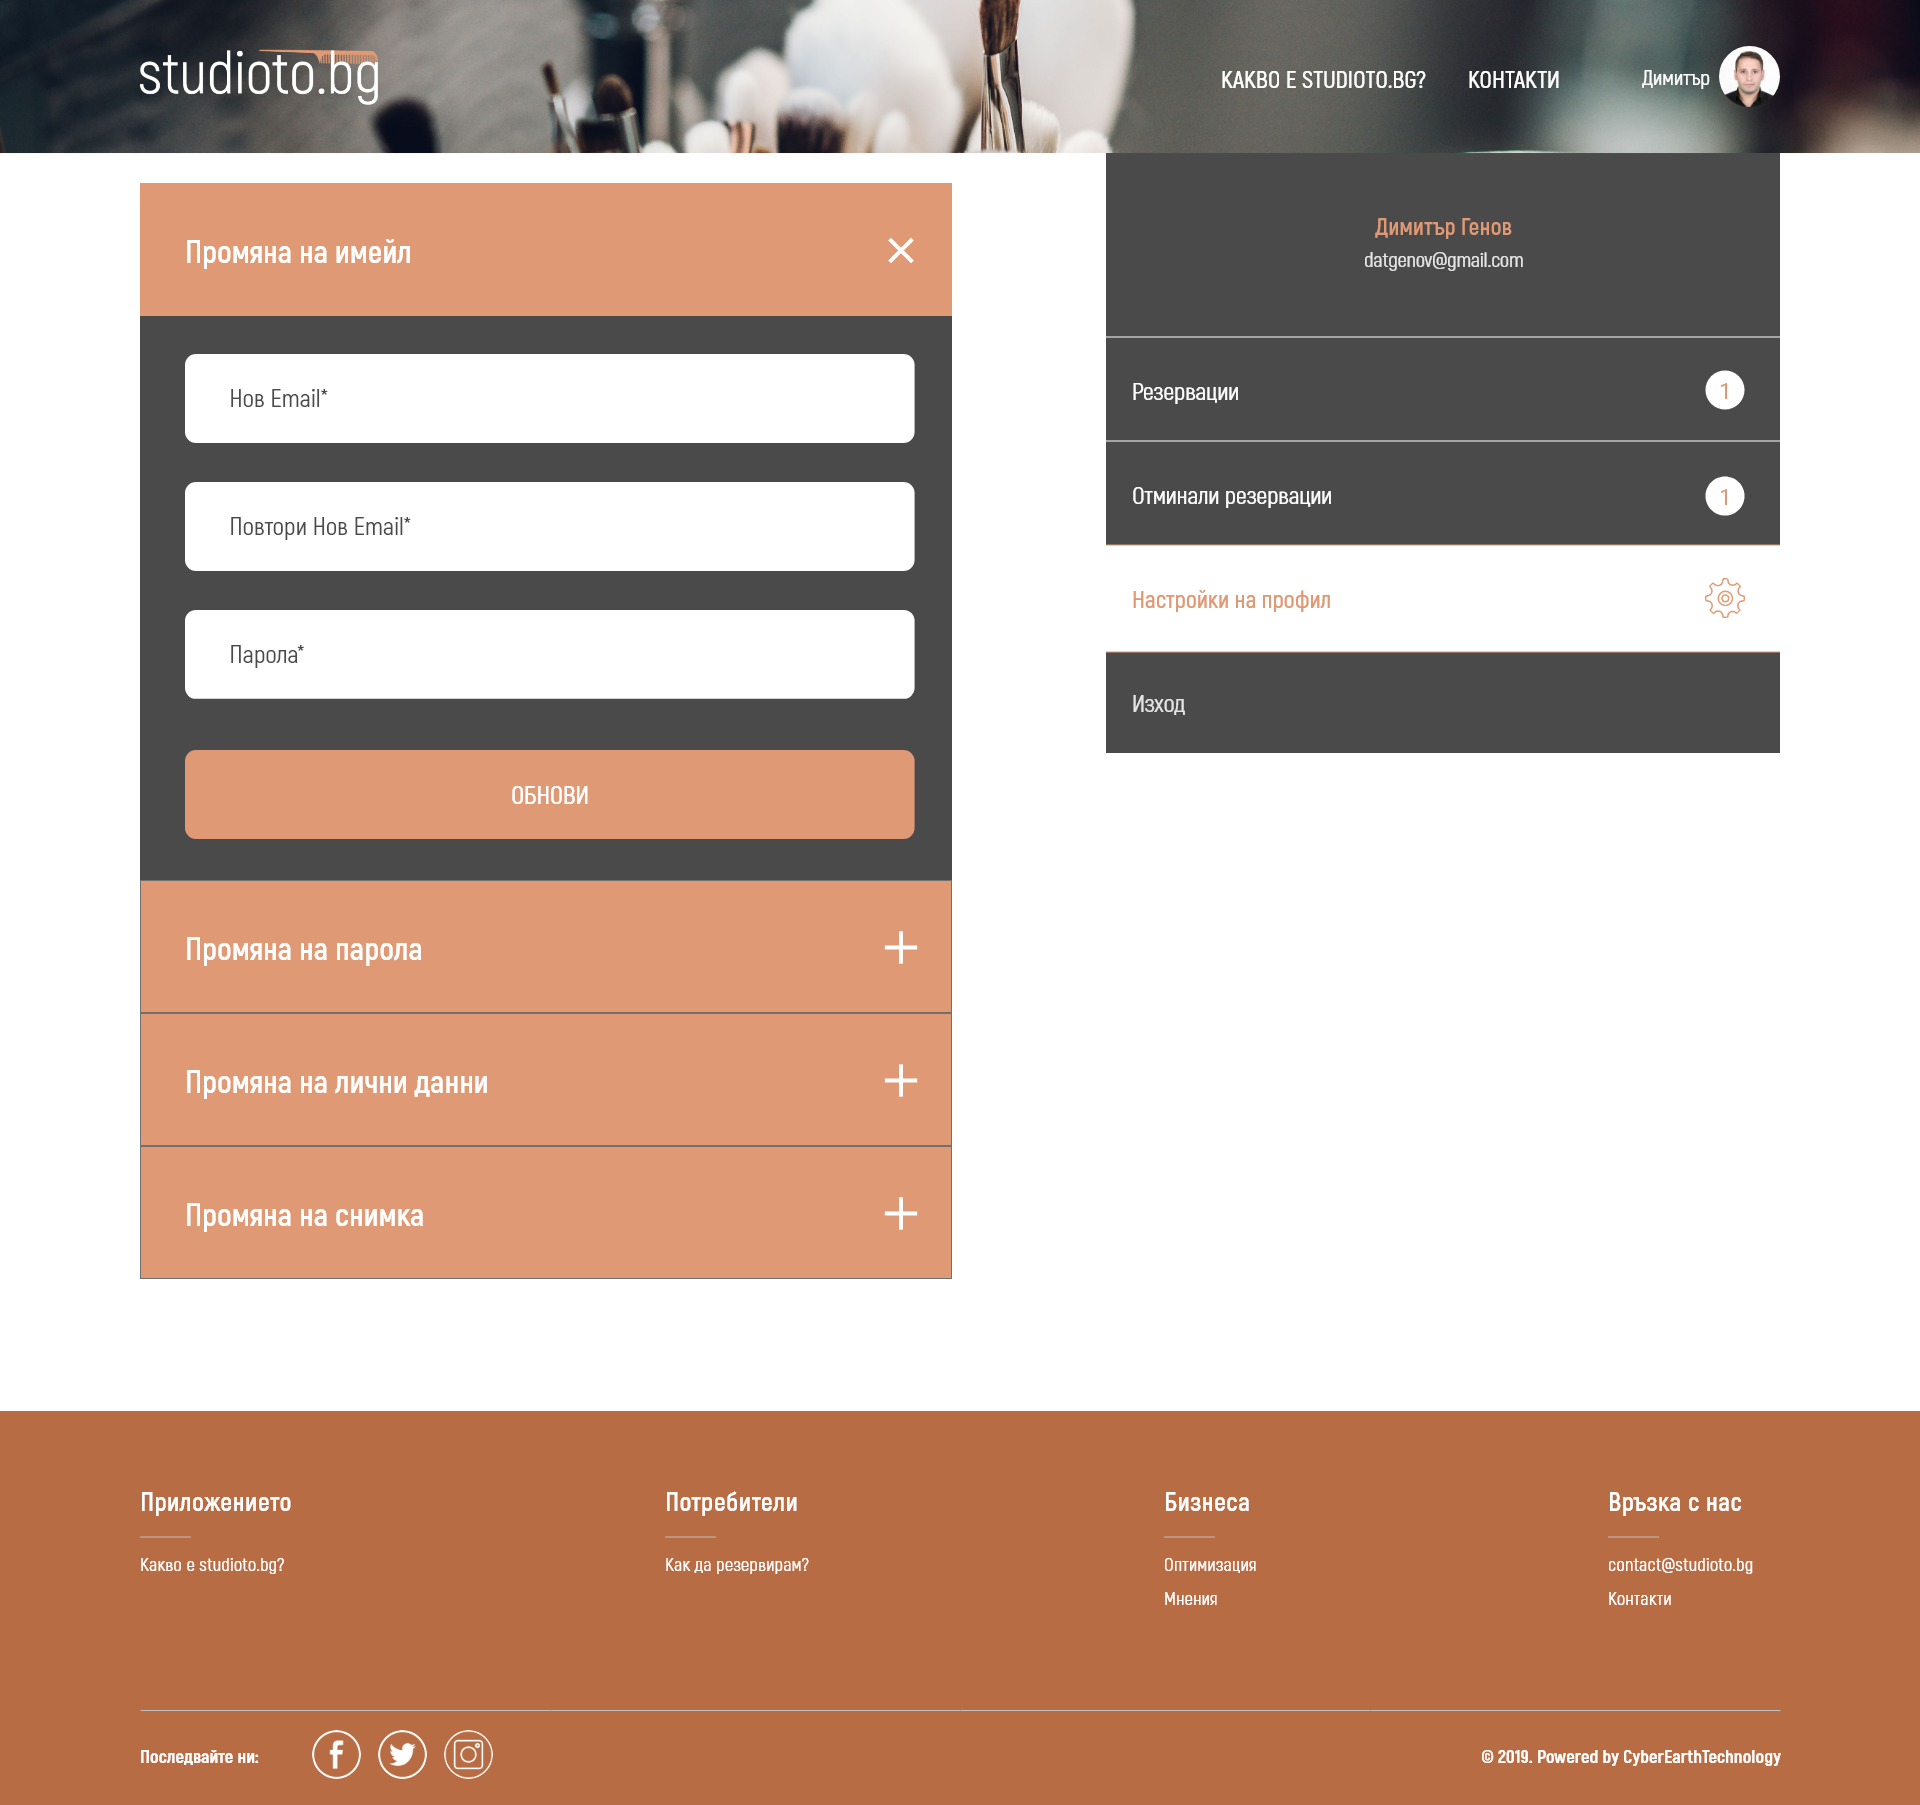 studioto.bg
КАКВО Е STUDIOTO.BG?
КОНТАКТИ
Димитър
Промяна на имейл
Нов Email*
Повтори Нов Email*
Парола*
ОБНОВИ
Промяна на парола
Промяна на лични данни
Промяна на снимка
Димитър Генов
datgenov@gmail.com
Резервации
1
Отминали резервации
1
Настройки на профил
Изход
Приложението
Какво е studioto.bg?
Потребители
Как да резервирам?
Бизнеса
Оптимизация
Мнения
Връзка с нас
contact@studioto.bg
Контакти
Последвайте ни:
© 2019. Powered by CyberEarthTechnology